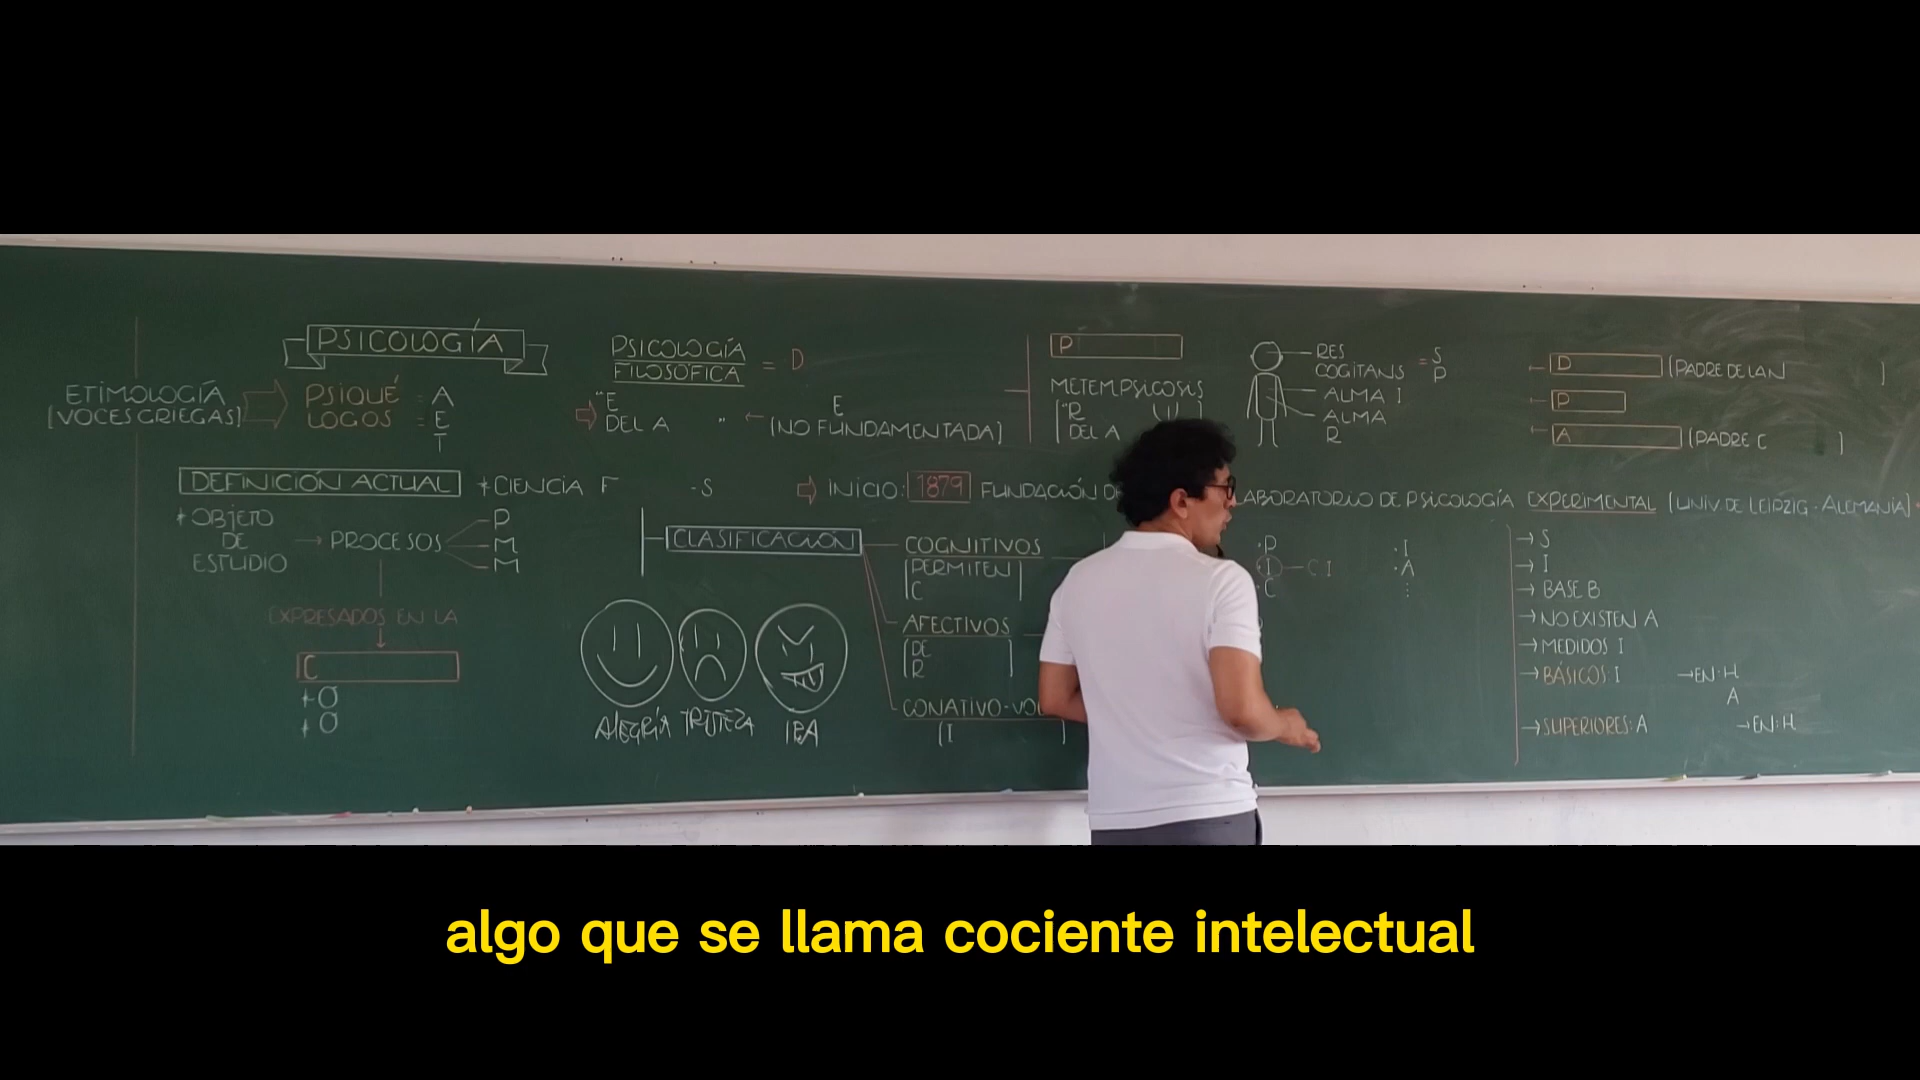 PSICOLOGÍA
ETIMOLOGÍA
[VOCES GRIEGAS]
PSIQUÉ = A
LOGOS = E
T
PSICOLOGÍA
FILOSÓFICA = D
"E
DEL A " ← E
[NO FUNDAMENTADA]
P
METEMPSICOSIS
["R (1) ]
DEL A
RES
COGITANS = S
P
ALMA I
ALMA
R
D (PADRE DE LA N )
P
A (PADRE C )
DEFINICIÓN ACTUAL + CIENCIA F - S
INICIO: 1879 FUNDACIÓN DE LABORATORIO DE PSICOLOGÍA EXPERIMENTAL (UNIV. DE LEIPZIG - ALEMANIA)
+ OBJETO
DE
ESTUDIO
→ PROCESOS
P
M
M
EXPRESADOS EN LA
C
+ O
+ O
CLASIFICACIÓN
COGNITIVOS
[PERMITEN]
C
AFECTIVOS
[DE ]
R
CONATIVO-VO
(I )
ALEGRÍA TRISTEZA IRA
· P
· I — C I
· C
· I
· A
→ S
→ I
→ BASE B
→ NO EXISTEN A
→ MEDIDOS I
→ BÁSICOS: I → EN: H
A
→ SUPERIORES: A → EN: H
algo que se llama cociente intelectual